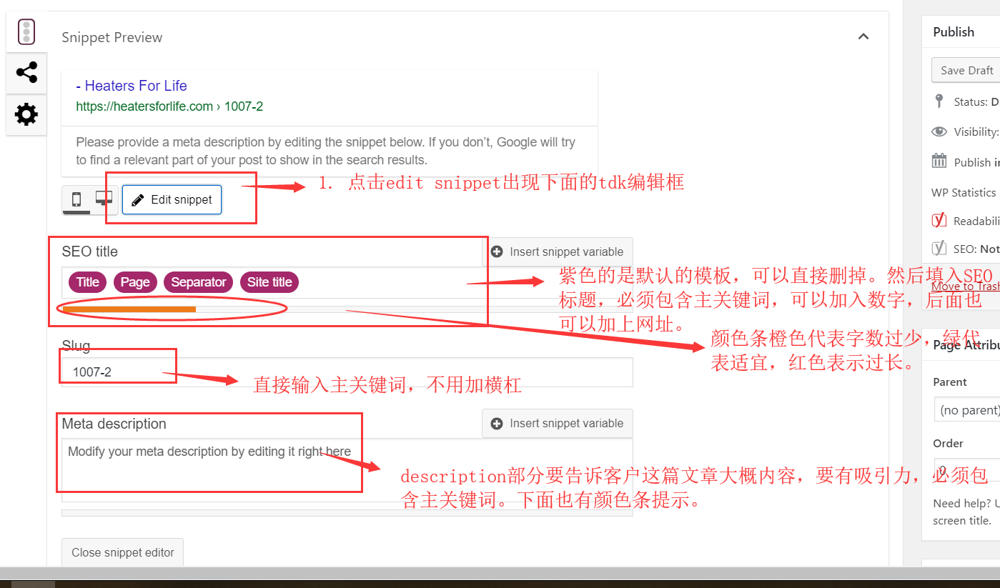 Snippet Preview
Publish
- Heaters For Life
Save Draft
https://heatersforlife.com › 1007-2
Status: D
Please provide a meta description by editing the snippet below. If you don’t, Google will try
to find a relevant part of your post to show in the search results.
Visibility:
Publish in
1. 点击edit snippet出现下面的tdk编辑框
Edit snippet
WP Statistics
Readabili
SEO: Not
SEO title
Insert snippet variable
Title Page Separator Site title
紫色的是默认的模板，可以直接删掉。然后填入SEO
标题，必须包含主关键词，可以加入数字，后面也
可以加上网址。
Move to Trash
颜色条橙色代表字数过少，绿代
表适宜，红色表示过长。
Page Attribu
Slug
1007-2
直接输入主关键词，不用加横杠
Parent
(no parent)
Meta description
Insert snippet variable
Modify your meta description by editing it right here
Order
0
description部分要告诉客户这篇文章大概内容，要有吸引力，必须包
含主关键词。下面也有颜色条提示。
Need help? U
screen title.
Close snippet editor